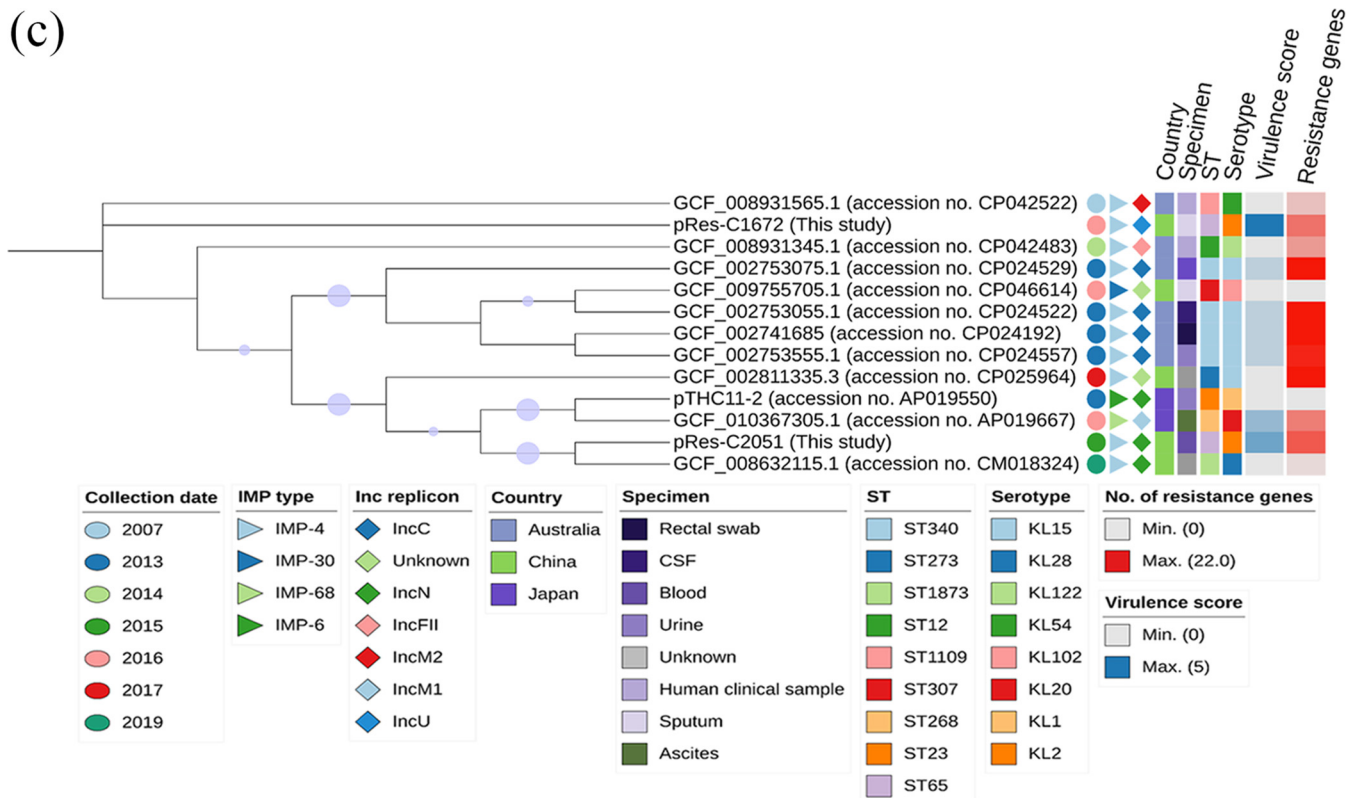 (c)
Country
Specimen
ST
Serotype
Virulence score
Resistance genes
GCF_008931565.1 (accession no. CP042522)
pRes-C1672 (This study)
GCF_008931345.1 (accession no. CP042483)
GCF_002753075.1 (accession no. CP024529)
GCF_009755705.1 (accession no. CP046614)
GCF_002753055.1 (accession no. CP024522)
GCF_002741685 (accession no. CP024192)
GCF_002753555.1 (accession no. CP024557)
GCF_002811335.3 (accession no. CP025964)
pTHC11-2 (accession no. AP019550)
GCF_010367305.1 (accession no. AP019667)
pRes-C2051 (This study)
GCF_008632115.1 (accession no. CM018324)
Collection date
2007
2013
2014
2015
2016
2017
2019
IMP type
IMP-4
IMP-30
IMP-68
IMP-6
Inc replicon
IncC
Unknown
IncN
IncFII
IncM2
IncM1
IncU
Country
Australia
China
Japan
Specimen
Rectal swab
CSF
Blood
Urine
Unknown
Human clinical sample
Sputum
Ascites
ST
ST340
ST273
ST1873
ST12
ST1109
ST307
ST268
ST23
ST65
Serotype
KL15
KL28
KL122
KL54
KL102
KL20
KL1
KL2
No. of resistance genes
Min. (0)
Max. (22.0)
Virulence score
Min. (0)
Max. (5)